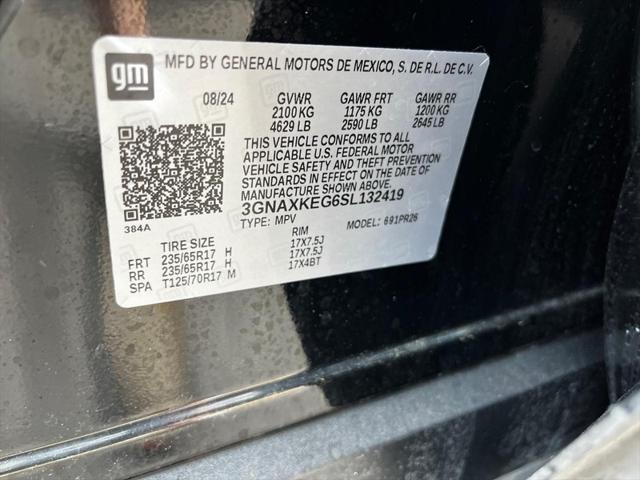 gm
MFD BY GENERAL MOTORS DE MEXICO, S. DE R.L. DE C.V.
08/24 GVWR GAWR FRT GAWR RR
2100 KG 1175 KG 1200 KG
4629 LB 2590 LB 2645 LB
THIS VEHICLE CONFORMS TO ALL
APPLICABLE U.S. FEDERAL MOTOR
VEHICLE SAFETY AND THEFT PREVENTION
STANDARDS IN EFFECT ON THE DATE OF
MANUFACTURE SHOWN ABOVE.
3GNAXKEG6SL132419
384A TYPE: MPV MODEL: 691PR26
TIRE SIZE RIM
FRT 235/65R17 H 17X7.5J
RR 235/65R17 H 17X7.5J
SPA T125/70R17 M 17X4BT